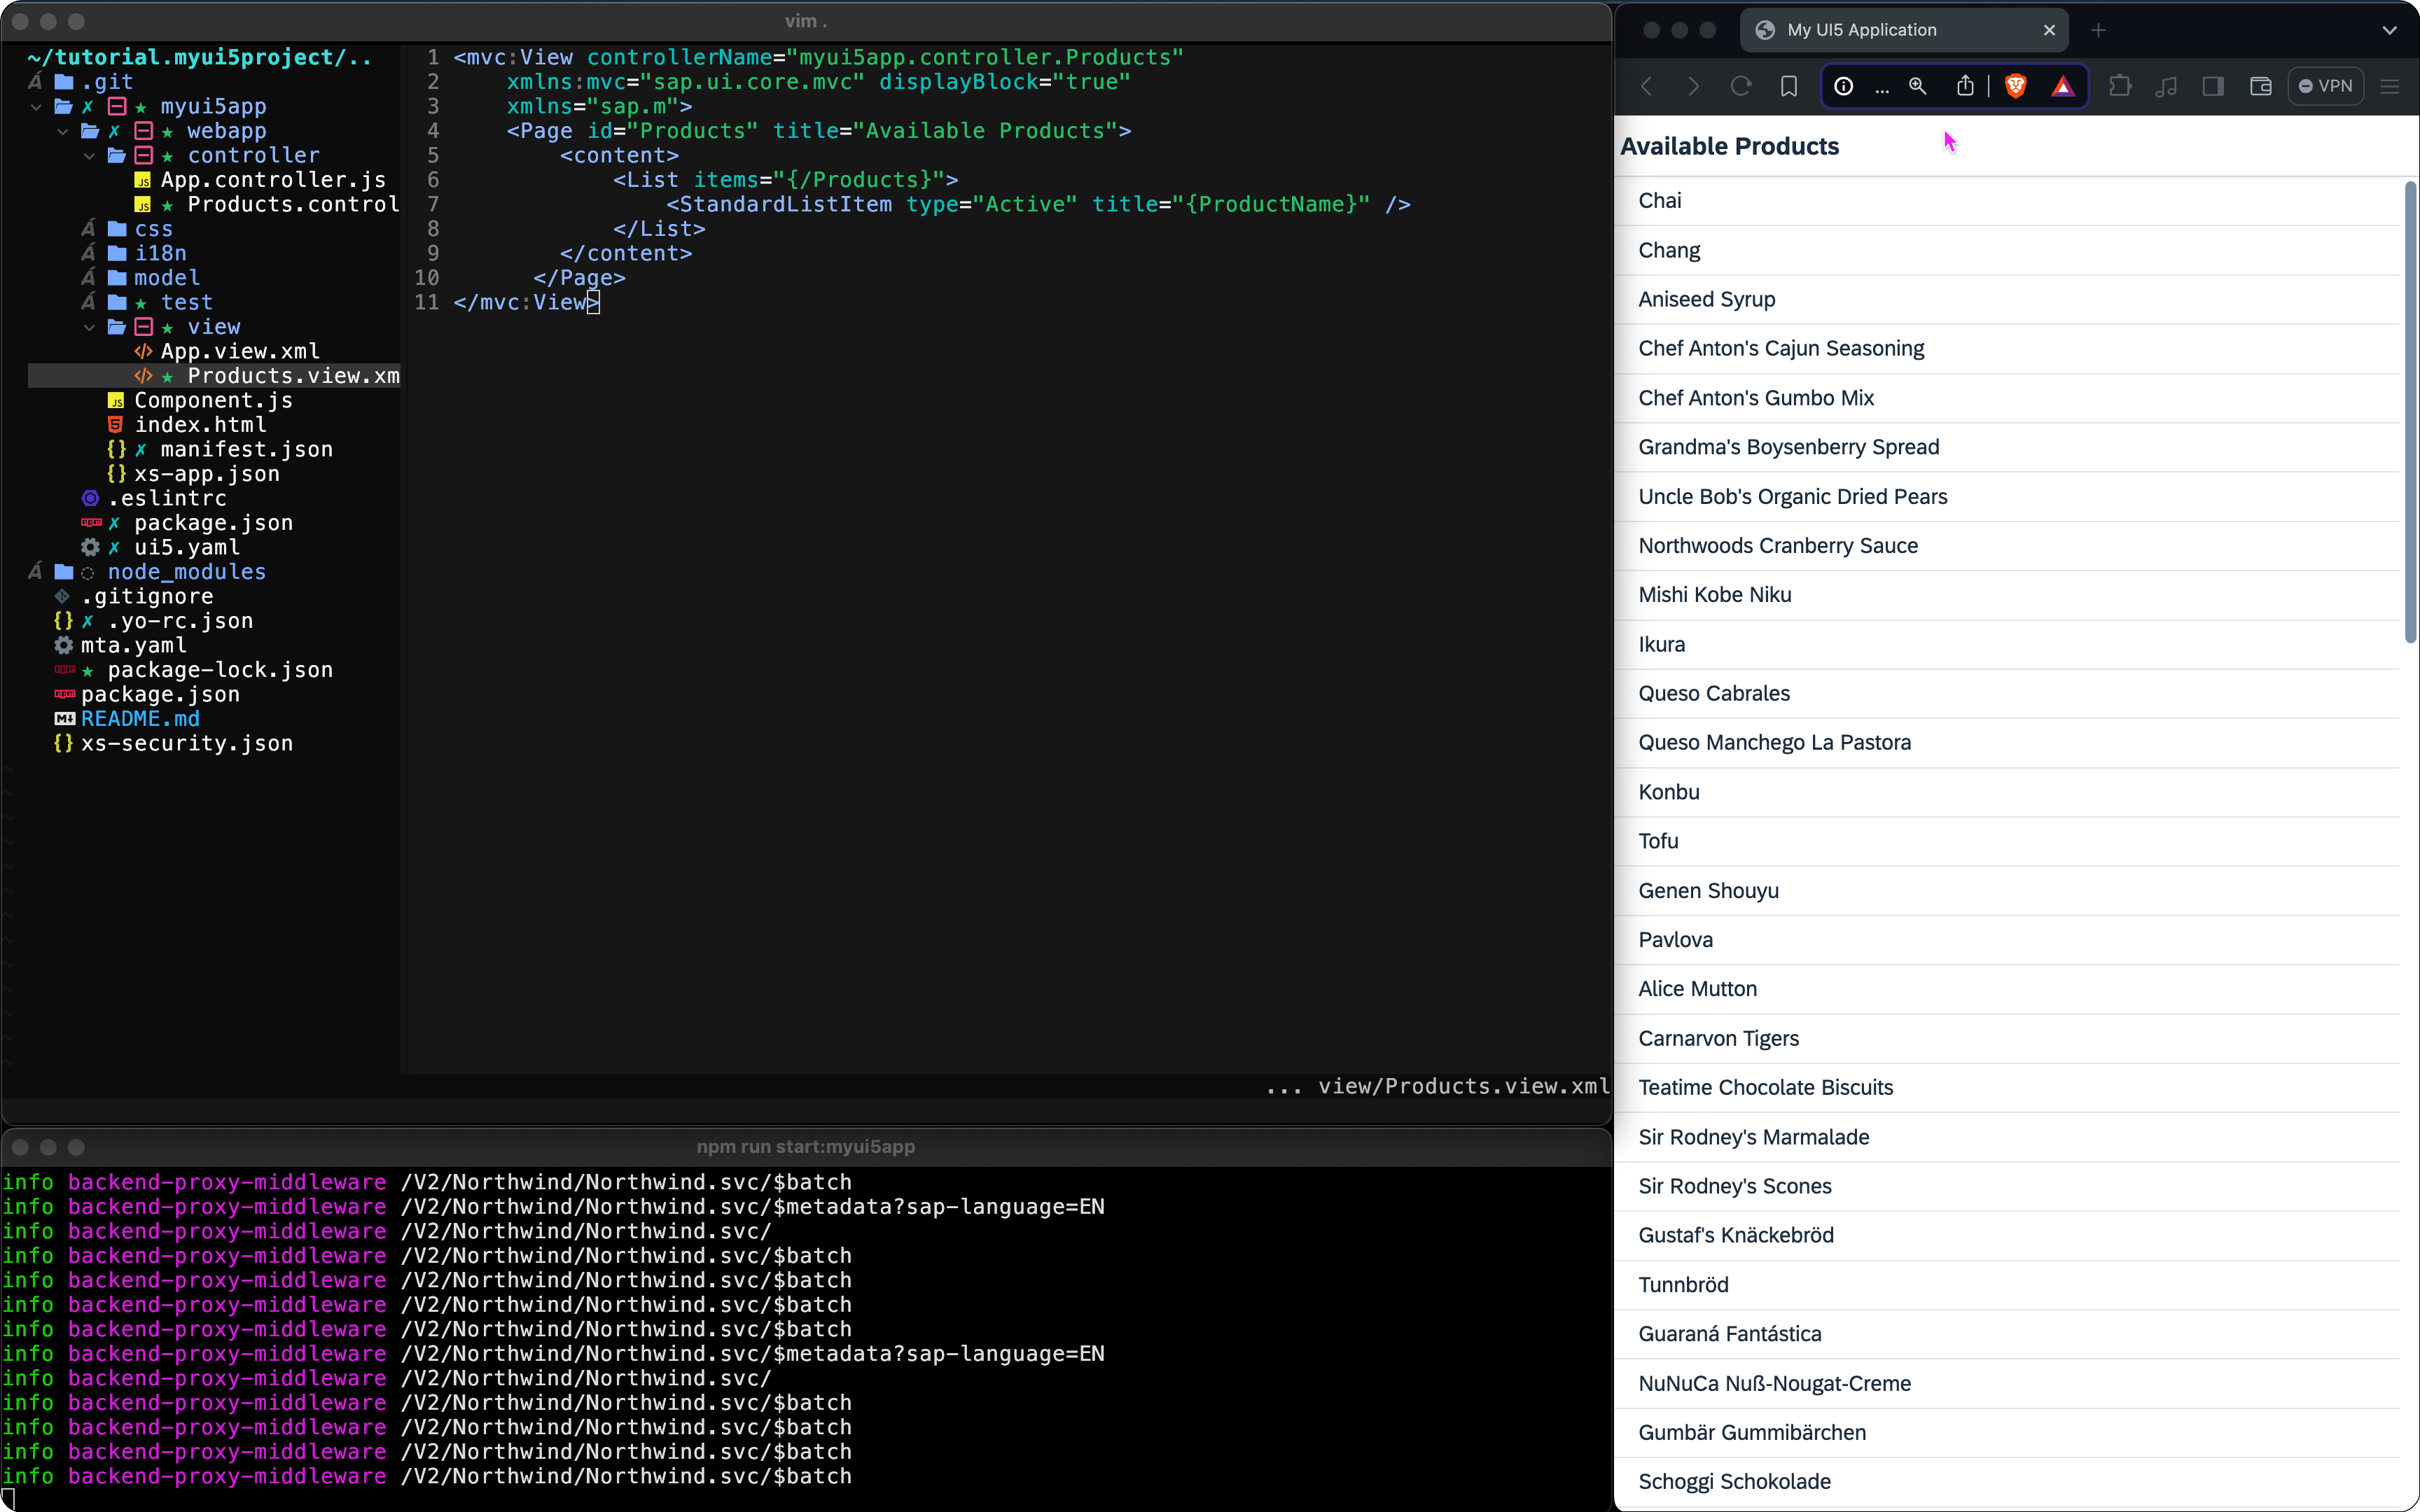 vim .
~/tutorial.myui5project/..
.git
myui5app
webapp
controller
App.controller.js
Products.control
css
i18n
model
test
view
App.view.xml
Products.view.xm
Component.js
index.html
manifest.json
xs-app.json
.eslintrc
package.json
ui5.yaml
node_modules
.gitignore
.yo-rc.json
mta.yaml
package-lock.json
package.json
README.md
xs-security.json
1 <mvc:View controllerName="myui5app.controller.Products"
2     xmlns:mvc="sap.ui.core.mvc" displayBlock="true"
3     xmlns="sap.m">
4     <Page id="Products" title="Available Products">
5         <content>
6             <List items="{/Products}">
7                 <StandardListItem type="Active" title="{ProductName}" />
8             </List>
9         </content>
10       </Page>
11 </mvc:View>
... view/Products.view.xml
npm run start:myui5app
info backend-proxy-middleware /V2/Northwind/Northwind.svc/$batch
info backend-proxy-middleware /V2/Northwind/Northwind.svc/$metadata?sap-language=EN
info backend-proxy-middleware /V2/Northwind/Northwind.svc/
info backend-proxy-middleware /V2/Northwind/Northwind.svc/$batch
info backend-proxy-middleware /V2/Northwind/Northwind.svc/$batch
info backend-proxy-middleware /V2/Northwind/Northwind.svc/$batch
info backend-proxy-middleware /V2/Northwind/Northwind.svc/$batch
info backend-proxy-middleware /V2/Northwind/Northwind.svc/$metadata?sap-language=EN
info backend-proxy-middleware /V2/Northwind/Northwind.svc/
info backend-proxy-middleware /V2/Northwind/Northwind.svc/$batch
info backend-proxy-middleware /V2/Northwind/Northwind.svc/$batch
info backend-proxy-middleware /V2/Northwind/Northwind.svc/$batch
info backend-proxy-middleware /V2/Northwind/Northwind.svc/$batch
My UI5 Application
... VPN
Available Products
Chai
Chang
Aniseed Syrup
Chef Anton's Cajun Seasoning
Chef Anton's Gumbo Mix
Grandma's Boysenberry Spread
Uncle Bob's Organic Dried Pears
Northwoods Cranberry Sauce
Mishi Kobe Niku
Ikura
Queso Cabrales
Queso Manchego La Pastora
Konbu
Tofu
Genen Shouyu
Pavlova
Alice Mutton
Carnarvon Tigers
Teatime Chocolate Biscuits
Sir Rodney's Marmalade
Sir Rodney's Scones
Gustaf's Knäckebröd
Tunnbröd
Guaraná Fantástica
NuNuCa Nuß-Nougat-Creme
Gumbär Gummibärchen
Schoggi Schokolade